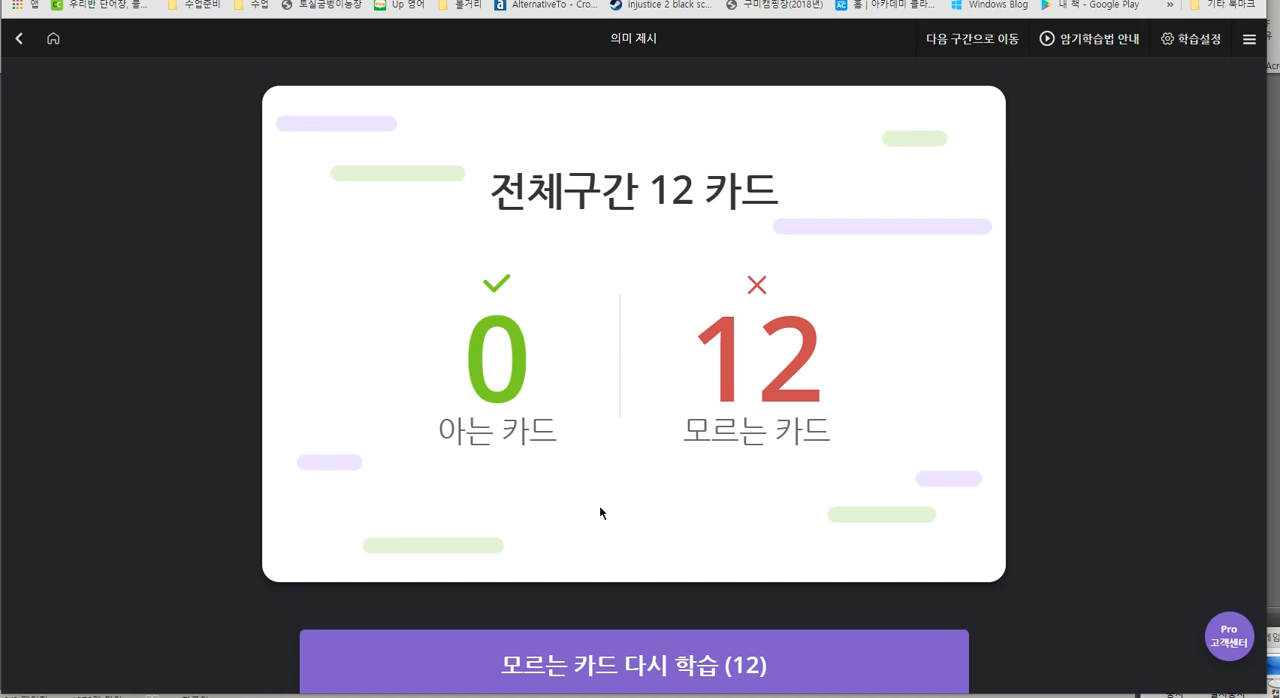 앱 우리반 단어장, 클... 수업준비 수업 토실금병이농장 Up 영어 볼거리 AlternativeTo - Cro... injustice 2 black sc... 구미캠핑장(2018년) 홈 | 아카데미 클라... Windows Blog 내 책 - Google Play » 기타 북마크
의미 제시 다음 구간으로 이동 암기학습법 안내 학습설정
전체구간 12 카드
0 12
아는 카드 모르는 카드
Pro
고객센터
모르는 카드 다시 학습 (12)